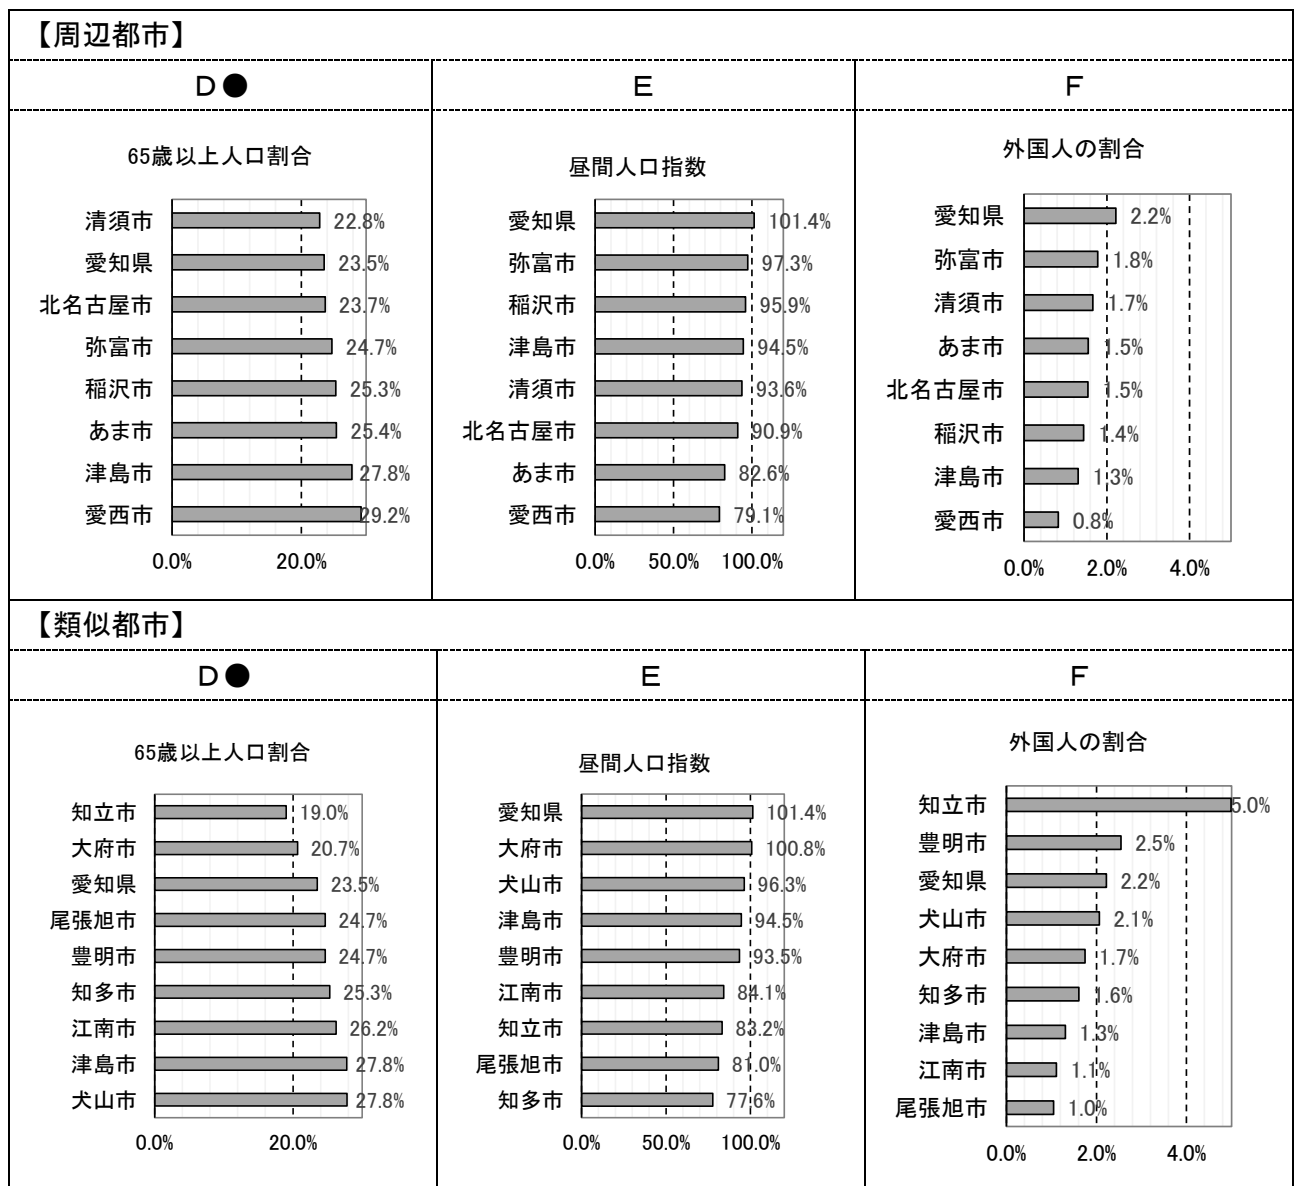 【周辺都市】
D●
E
F
65歳以上人口割合
清須市 22.8%
愛知県 23.5%
北名古屋市 23.7%
弥富市 24.7%
稲沢市 25.3%
あま市 25.4%
津島市 27.8%
愛西市 29.2%
0.0% 20.0%
昼間人口指数
愛知県 101.4%
弥富市 97.3%
稲沢市 95.9%
津島市 94.5%
清須市 93.6%
北名古屋市 90.9%
あま市 82.6%
愛西市 79.1%
0.0% 50.0% 100.0%
外国人の割合
愛知県 2.2%
弥富市 1.8%
清須市 1.7%
あま市 1.5%
北名古屋市 1.5%
稲沢市 1.4%
津島市 1.3%
愛西市 0.8%
0.0% 2.0% 4.0%
【類似都市】
D●
E
F
65歳以上人口割合
知立市 19.0%
大府市 20.7%
愛知県 23.5%
尾張旭市 24.7%
豊明市 24.7%
知多市 25.3%
江南市 26.2%
津島市 27.8%
犬山市 27.8%
0.0% 20.0%
昼間人口指数
愛知県 101.4%
大府市 100.8%
犬山市 96.3%
津島市 94.5%
豊明市 93.5%
江南市 84.1%
知立市 83.2%
尾張旭市 81.0%
知多市 77.6%
0.0% 50.0% 100.0%
外国人の割合
知立市 5.0%
豊明市 2.5%
愛知県 2.2%
犬山市 2.1%
大府市 1.7%
知多市 1.6%
津島市 1.3%
江南市 1.1%
尾張旭市 1.0%
0.0% 2.0% 4.0%